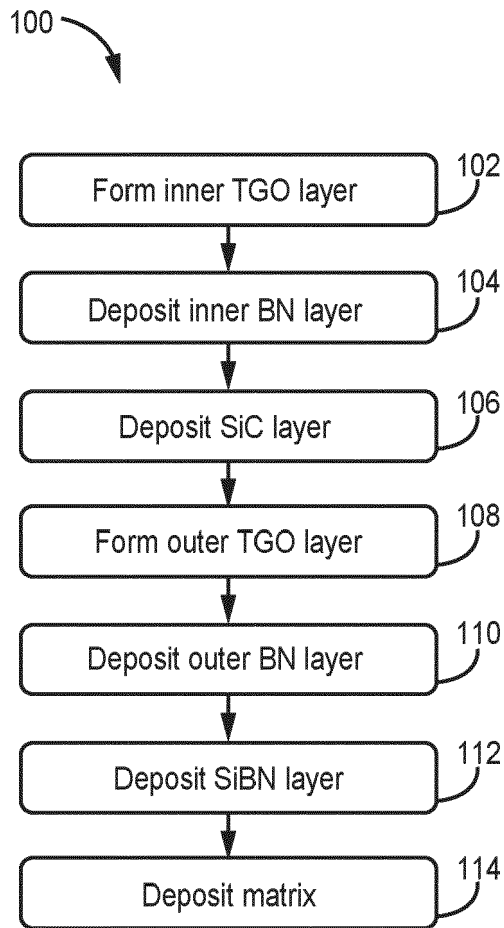 100
102
Form inner TGO layer
104
Deposit inner BN layer
106
Deposit SiC layer
108
Form outer TGO layer
110
Deposit outer BN layer
112
Deposit SiBN layer
114
Deposit matrix